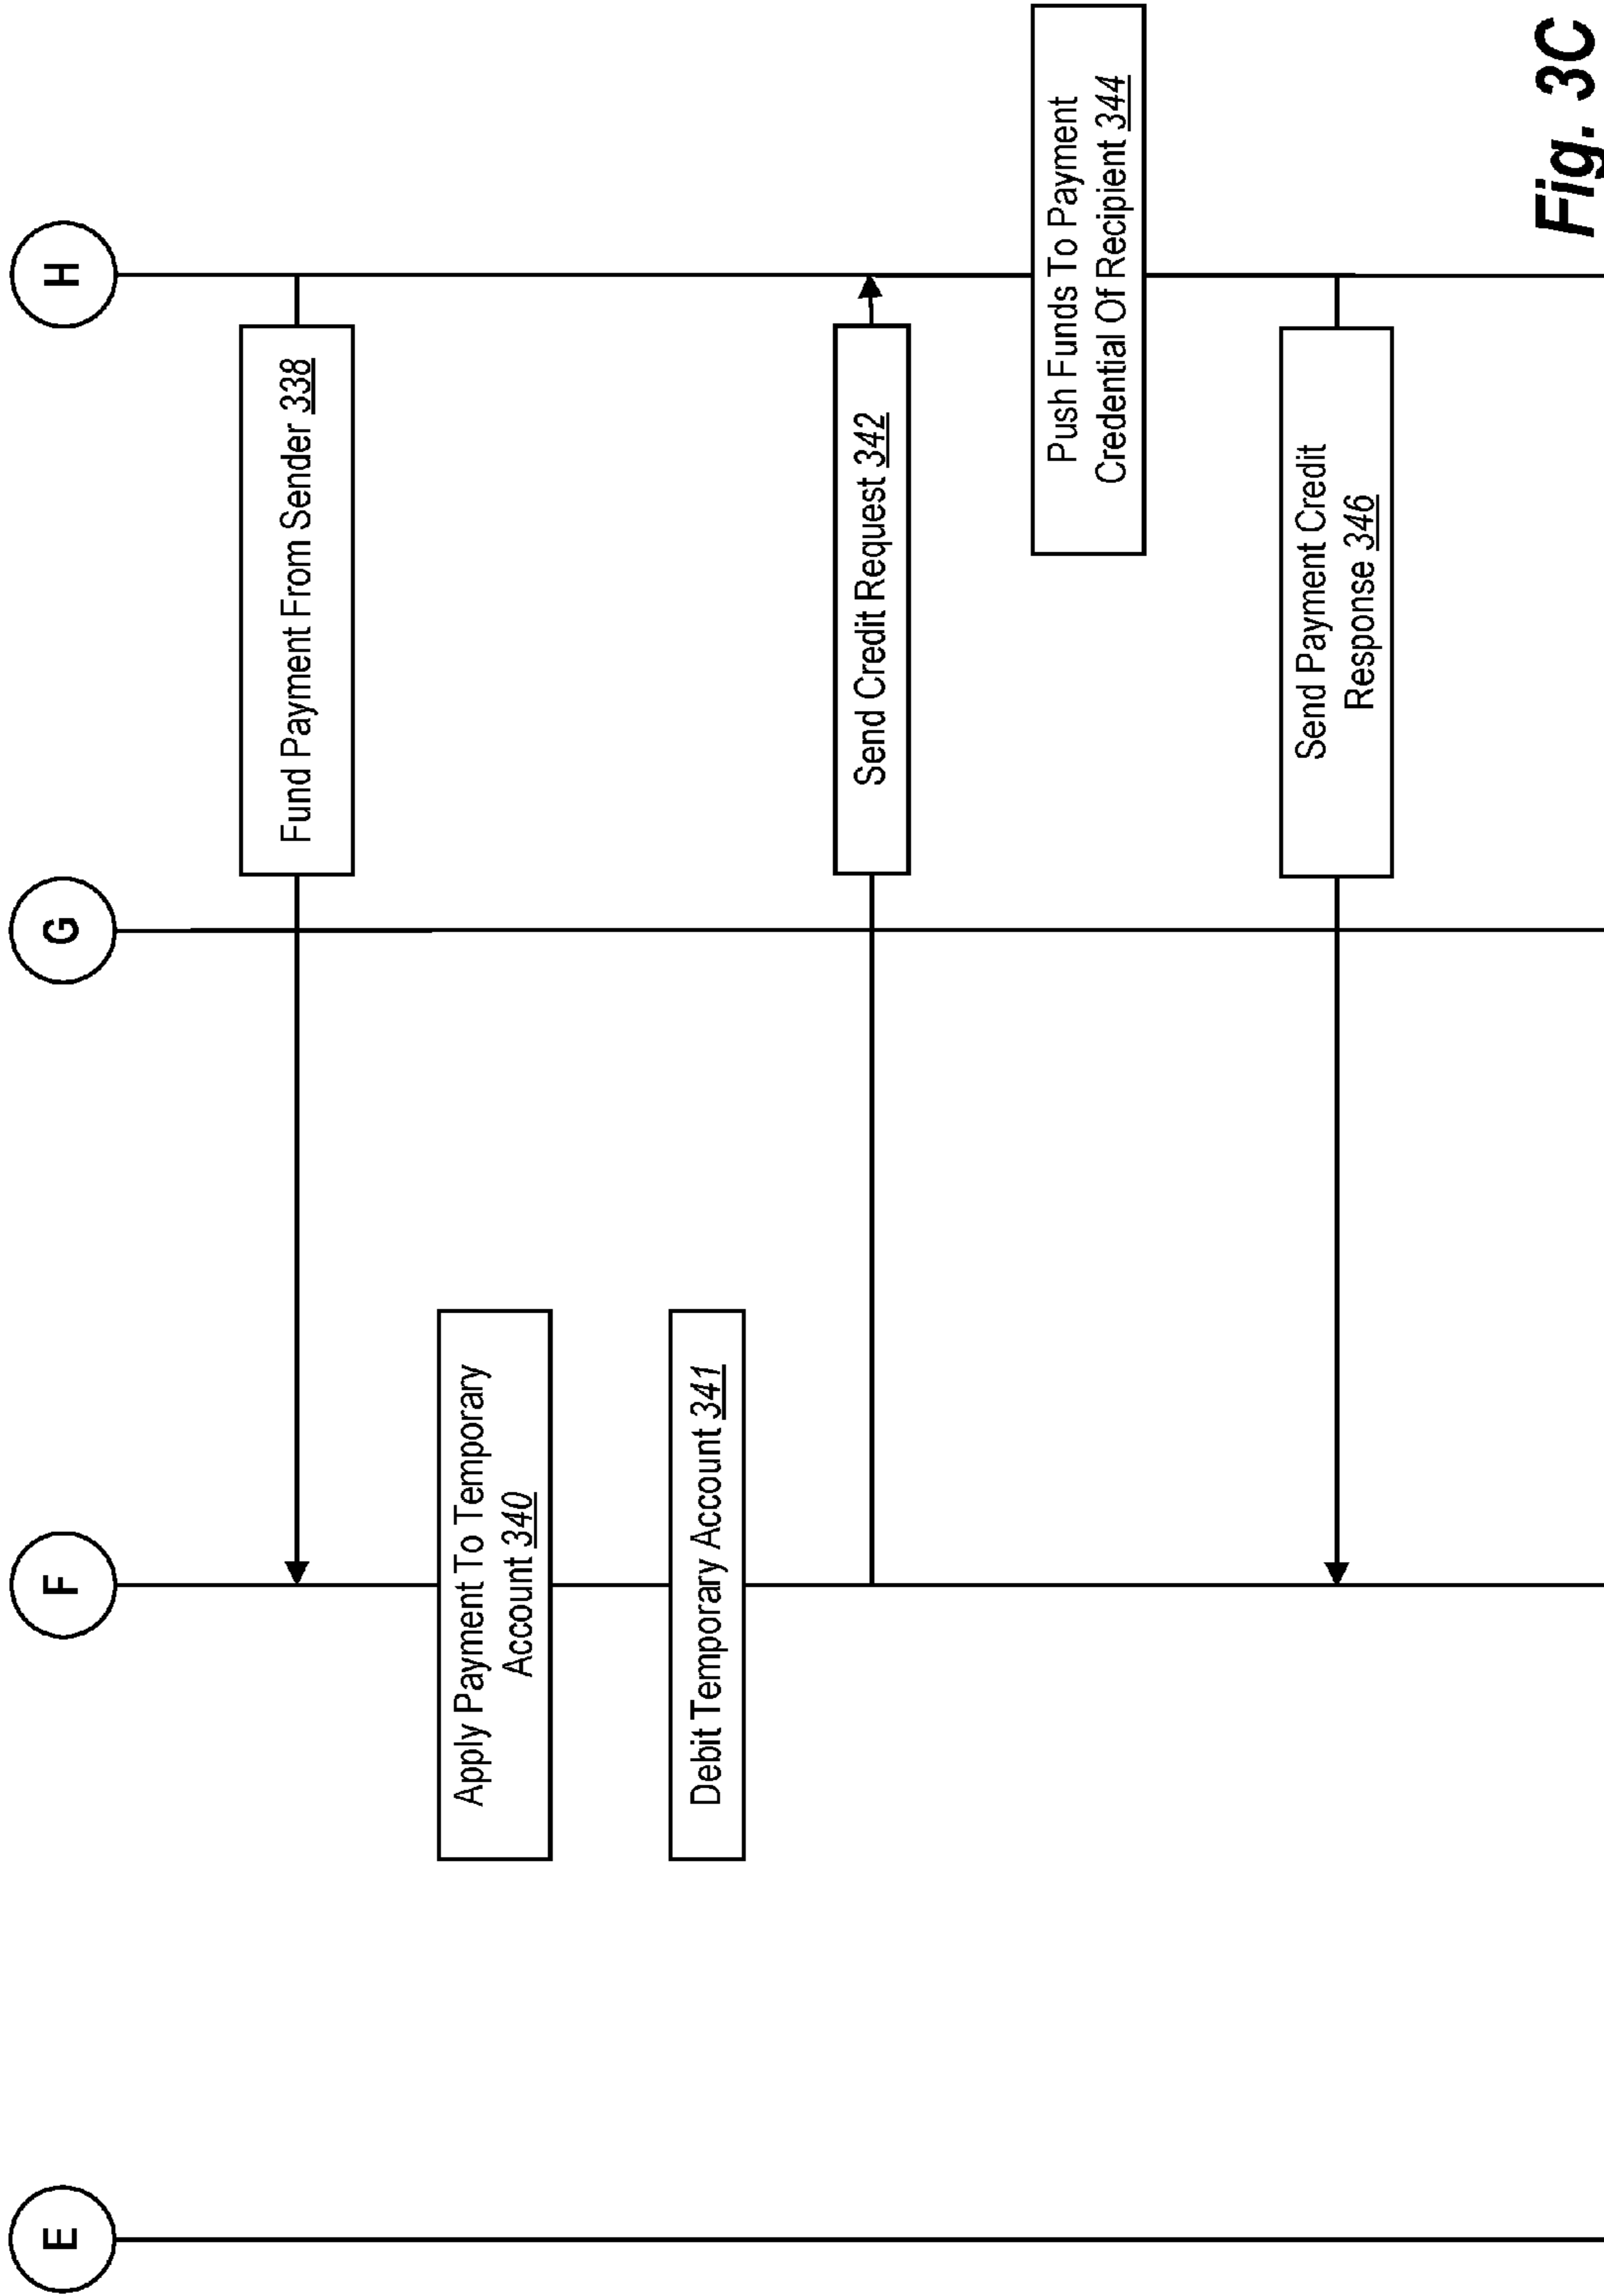 E
F
G
H
Fund Payment From Sender 338
Apply Payment To Temporary
Account 340
Debit Temporary Account 341
Send Credit Request 342
Push Funds To Payment
Credential Of Recipient 344
Send Payment Credit
Response 346
Fig. 3C